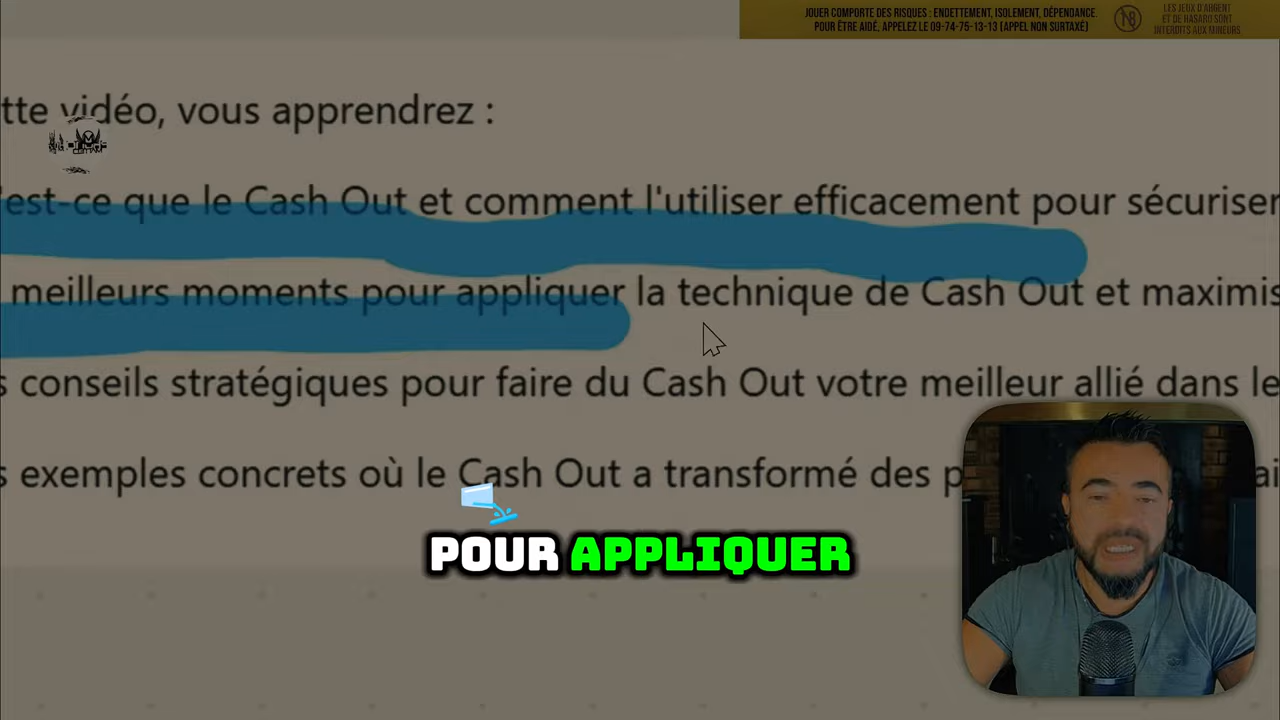 JOUER COMPORTE DES RISQUES : ENDETTEMENT, ISOLEMENT, DÉPENDANCE.
POUR ÊTRE AIDÉ, APPELEZ LE 09-74-75-13-13 (APPEL NON SURTAXÉ)
LES JEUX D'ARGENT
ET DE HASARD SONT
INTERDITS AUX MINEURS
tte vidéo, vous apprendrez :
'est-ce que le Cash Out et comment l'utiliser efficacement pour sécuriser
meilleurs moments pour appliquer la technique de Cash Out et maximis
s conseils stratégiques pour faire du Cash Out votre meilleur allié dans le
s exemples concrets où le Cash Out a transformé des p
POUR APPLIQUER